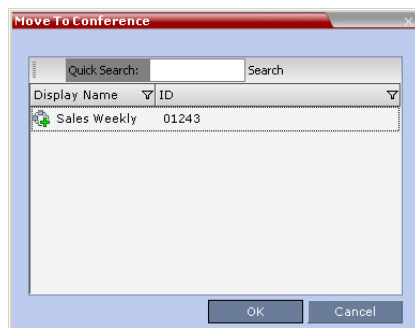 Move To Conference
Quick Search: Search
Display Name ID
Sales Weekly 01243
OK Cancel